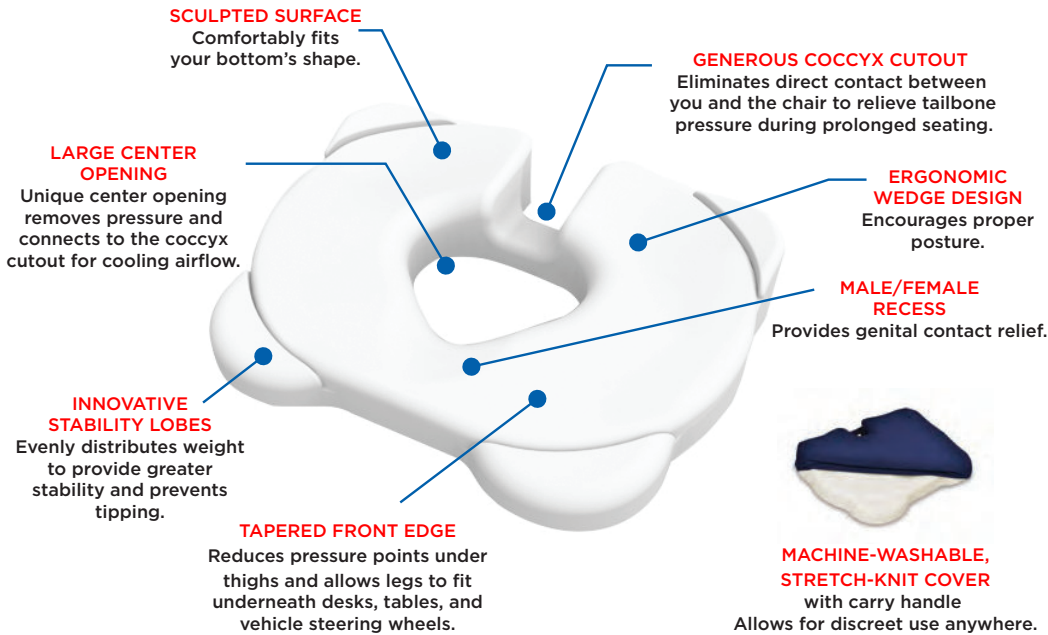 SCULPTED SURFACE
Comfortably fits
your bottom's shape.
GENEROUS COCCYX CUTOUT
Eliminates direct contact between
you and the chair to relieve tailbone
pressure during prolonged seating.
LARGE CENTER
OPENING
Unique center opening
removes pressure and
connects to the coccyx
cutout for cooling airflow.
ERGONOMIC
WEDGE DESIGN
Encourages proper
posture.
MALE/FEMALE
RECESS
Provides genital contact relief.
INNOVATIVE
STABILITY LOBES
Evenly distributes weight
to provide greater
stability and prevents
tipping.
TAPERED FRONT EDGE
Reduces pressure points under
thighs and allows legs to fit
underneath desks, tables, and
vehicle steering wheels.
MACHINE-WASHABLE,
STRETCH-KNIT COVER
with carry handle
Allows for discreet use anywhere.